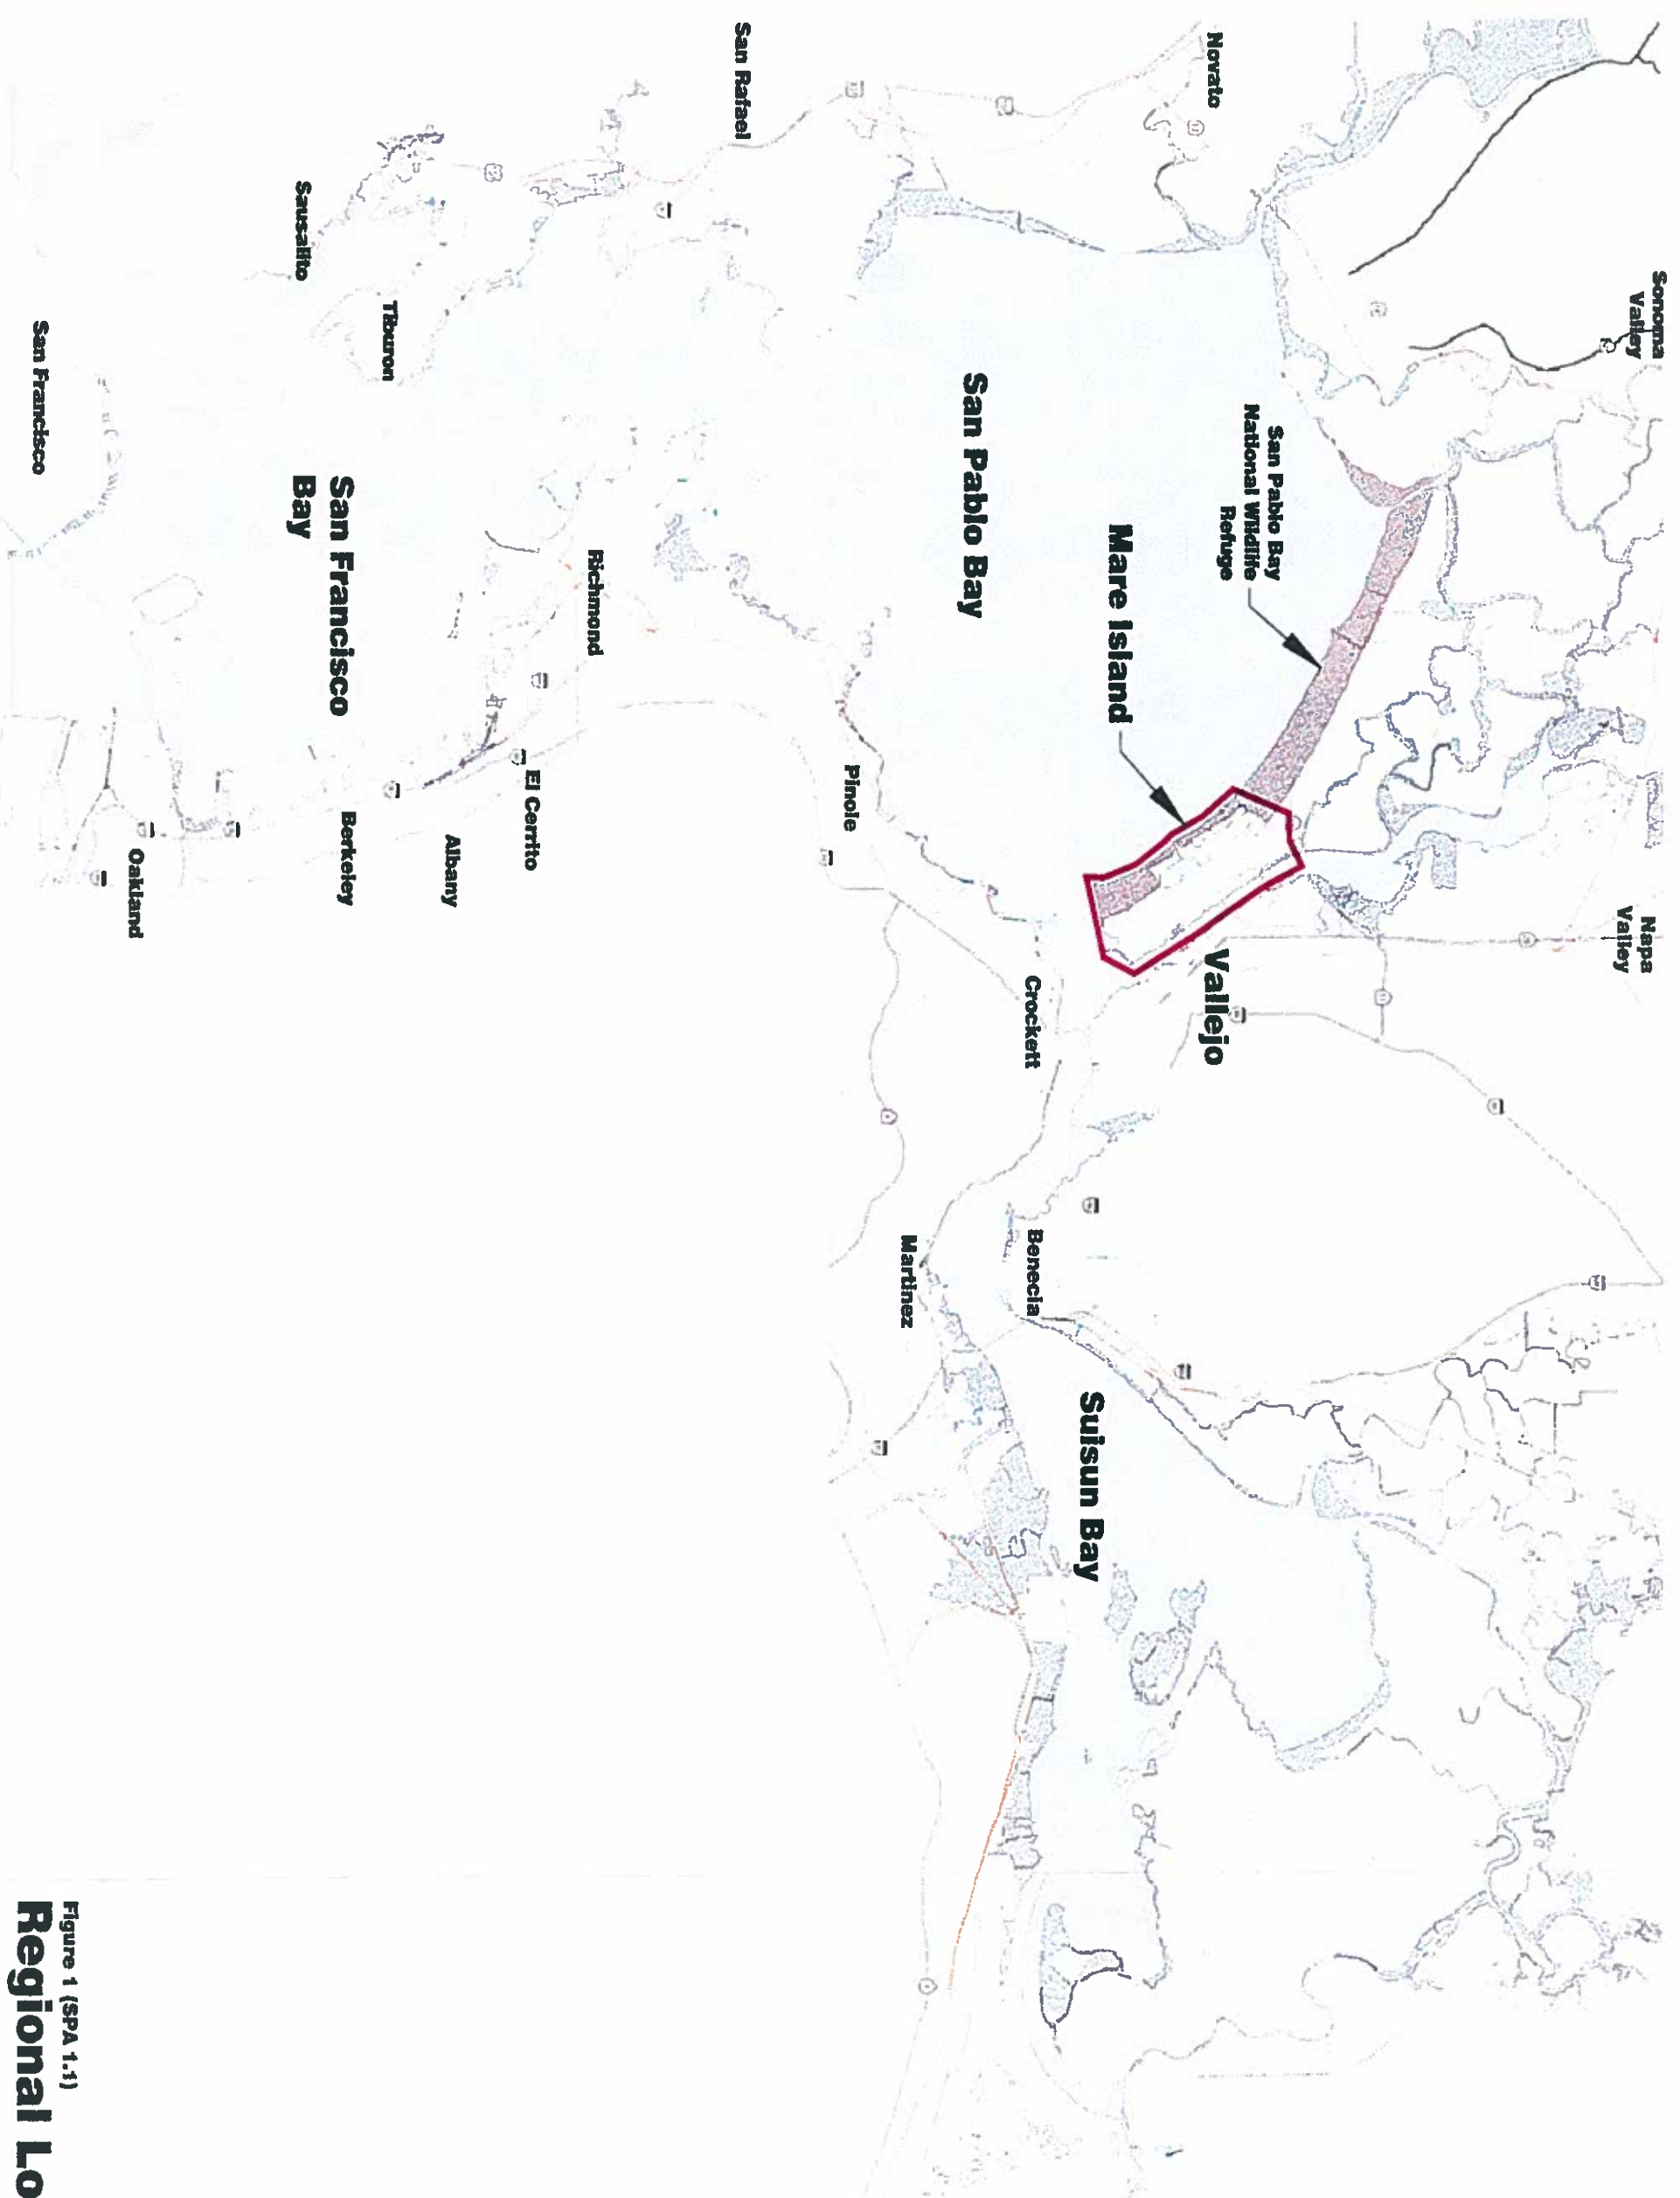 Sonoma
Valley
Napa
Valley
Novato
San Pablo Bay
National Wildlife
Refuge
Vallejo
Mare Island
Suisun Bay
San Pablo Bay
Crockett
Benecia
Martinez
Pinole
San Rafael
Richmond
El Cerrito
Albany
Tiburon
Sausalito
San Francisco
Bay
Berkeley
Oakland
San Francisco
Figure 1 (SPA 1.1)
Regional Lo